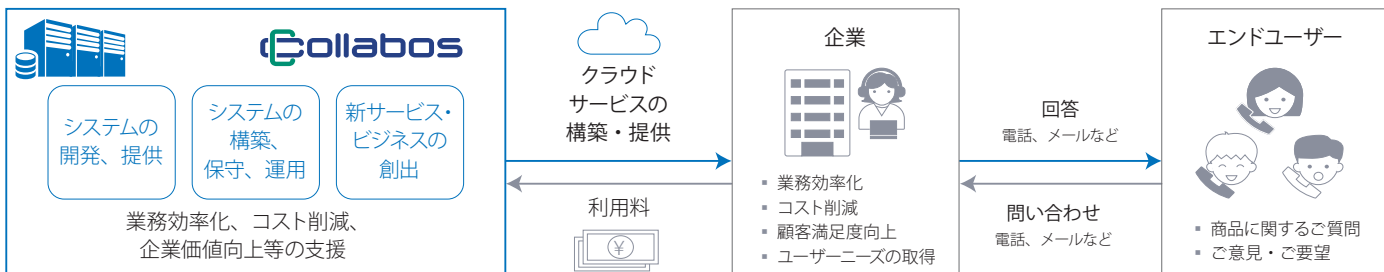 Collabos
システムの
開発、提供
システムの
構築、
保守、運用
新サービス・
ビジネスの
創出
業務効率化、コスト削減、
企業価値向上等の支援
クラウド
サービスの
構築・提供
利用料
¥
企業
▪ 業務効率化
▪ コスト削減
▪ 顧客満足度向上
▪ ユーザーニーズの取得
回答
電話、メールなど
問い合わせ
電話、メールなど
エンドユーザー
▪ 商品に関するご質問
▪ ご意見・ご要望